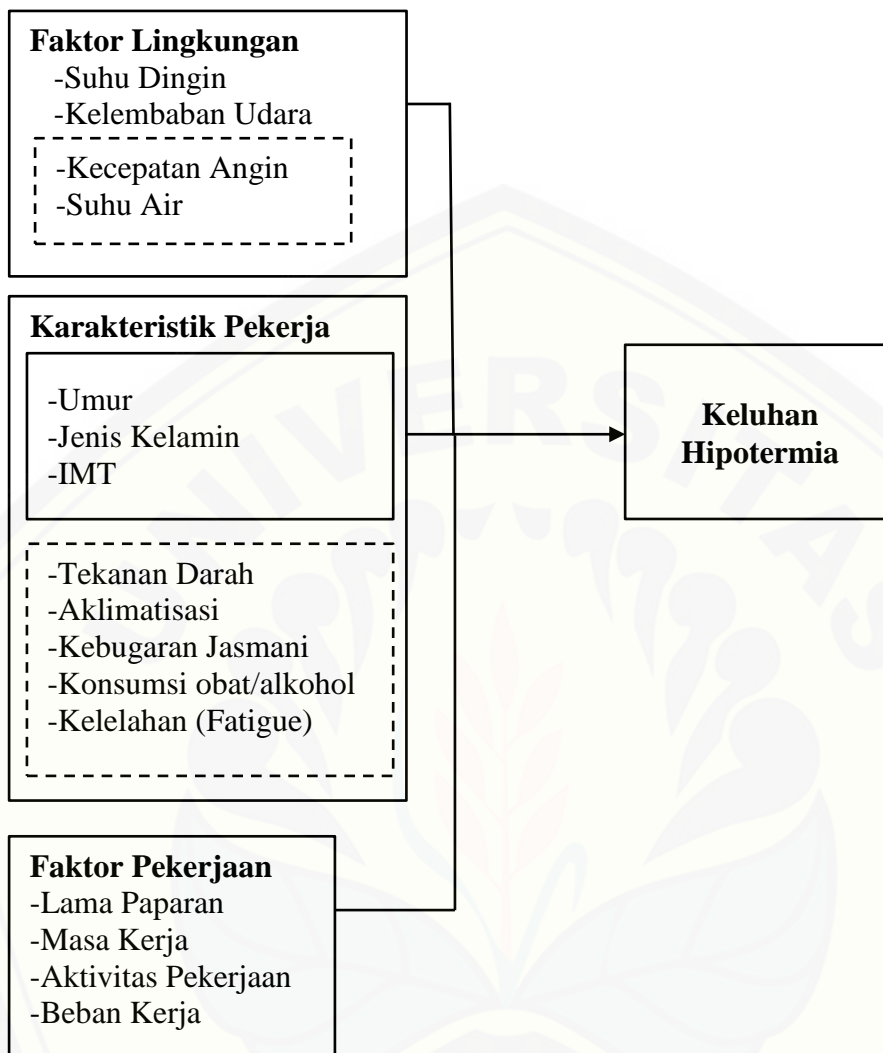 Faktor Lingkungan
-Suhu Dingin
-Kelembaban Udara
-Kecepatan Angin
-Suhu Air
Karakteristik Pekerja
-Umur
-Jenis Kelamin
-IMT
-Tekanan Darah
-Aklimatisasi
-Kebugaran Jasmani
-Konsumsi obat/alkohol
-Kelelahan (Fatigue)
Faktor Pekerjaan
-Lama Paparan
-Masa Kerja
-Aktivitas Pekerjaan
-Beban Kerja
Keluhan
Hipotermia
UNIVERSITAS